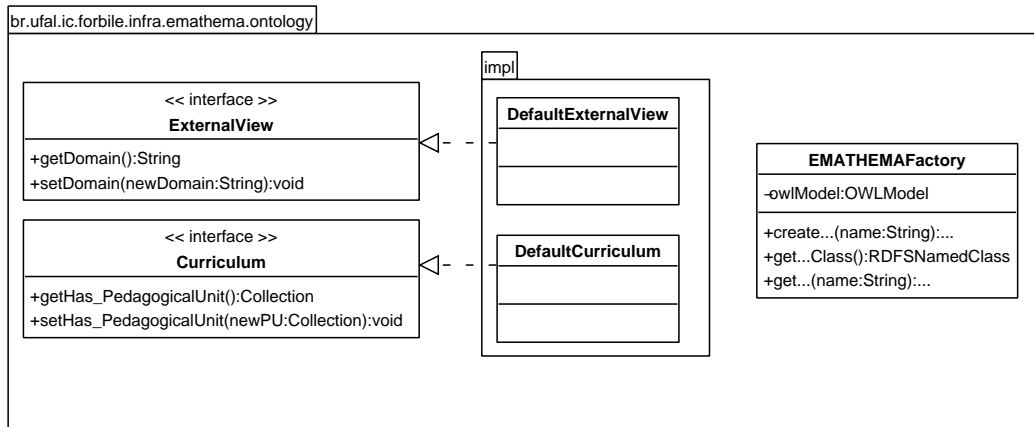 br.ufal.ic.forbile.infra.emathema.ontology
<< interface >>
ExternalView
+getDomain():String
+setDomain(newDomain:String):void
<< interface >>
Curriculum
+getHas_PedagogicalUnit():Collection
+setHas_PedagogicalUnit(newPU:Collection):void
impl
DefaultExternalView
DefaultCurriculum
EMATHEMAFactory
-owlModel:OWLModel
+create...(name:String):...
+get...Class():RDFSNamedClass
+get...(name:String):...